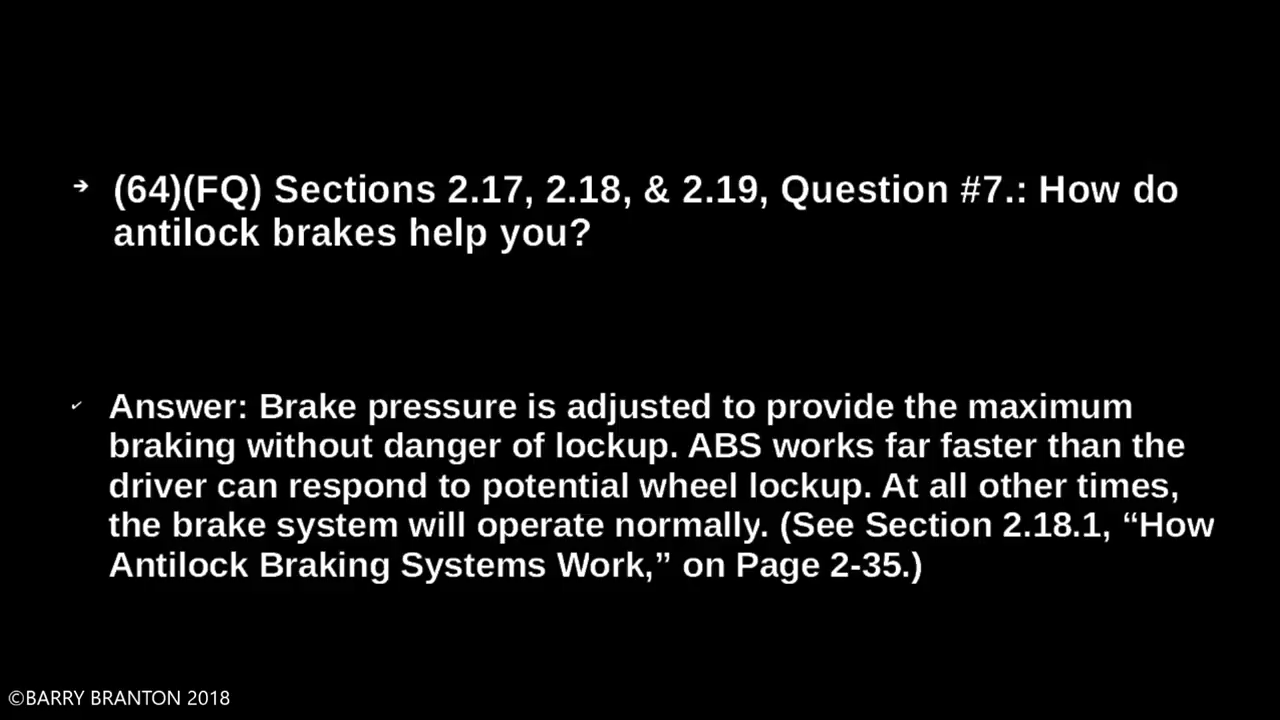 ➔ (64)(FQ) Sections 2.17, 2.18, & 2.19, Question #7.: How do
antilock brakes help you?
✓ Answer: Brake pressure is adjusted to provide the maximum
braking without danger of lockup. ABS works far faster than the
driver can respond to potential wheel lockup. At all other times,
the brake system will operate normally. (See Section 2.18.1, “How
Antilock Braking Systems Work,” on Page 2-35.)
©BARRY BRANTON 2018